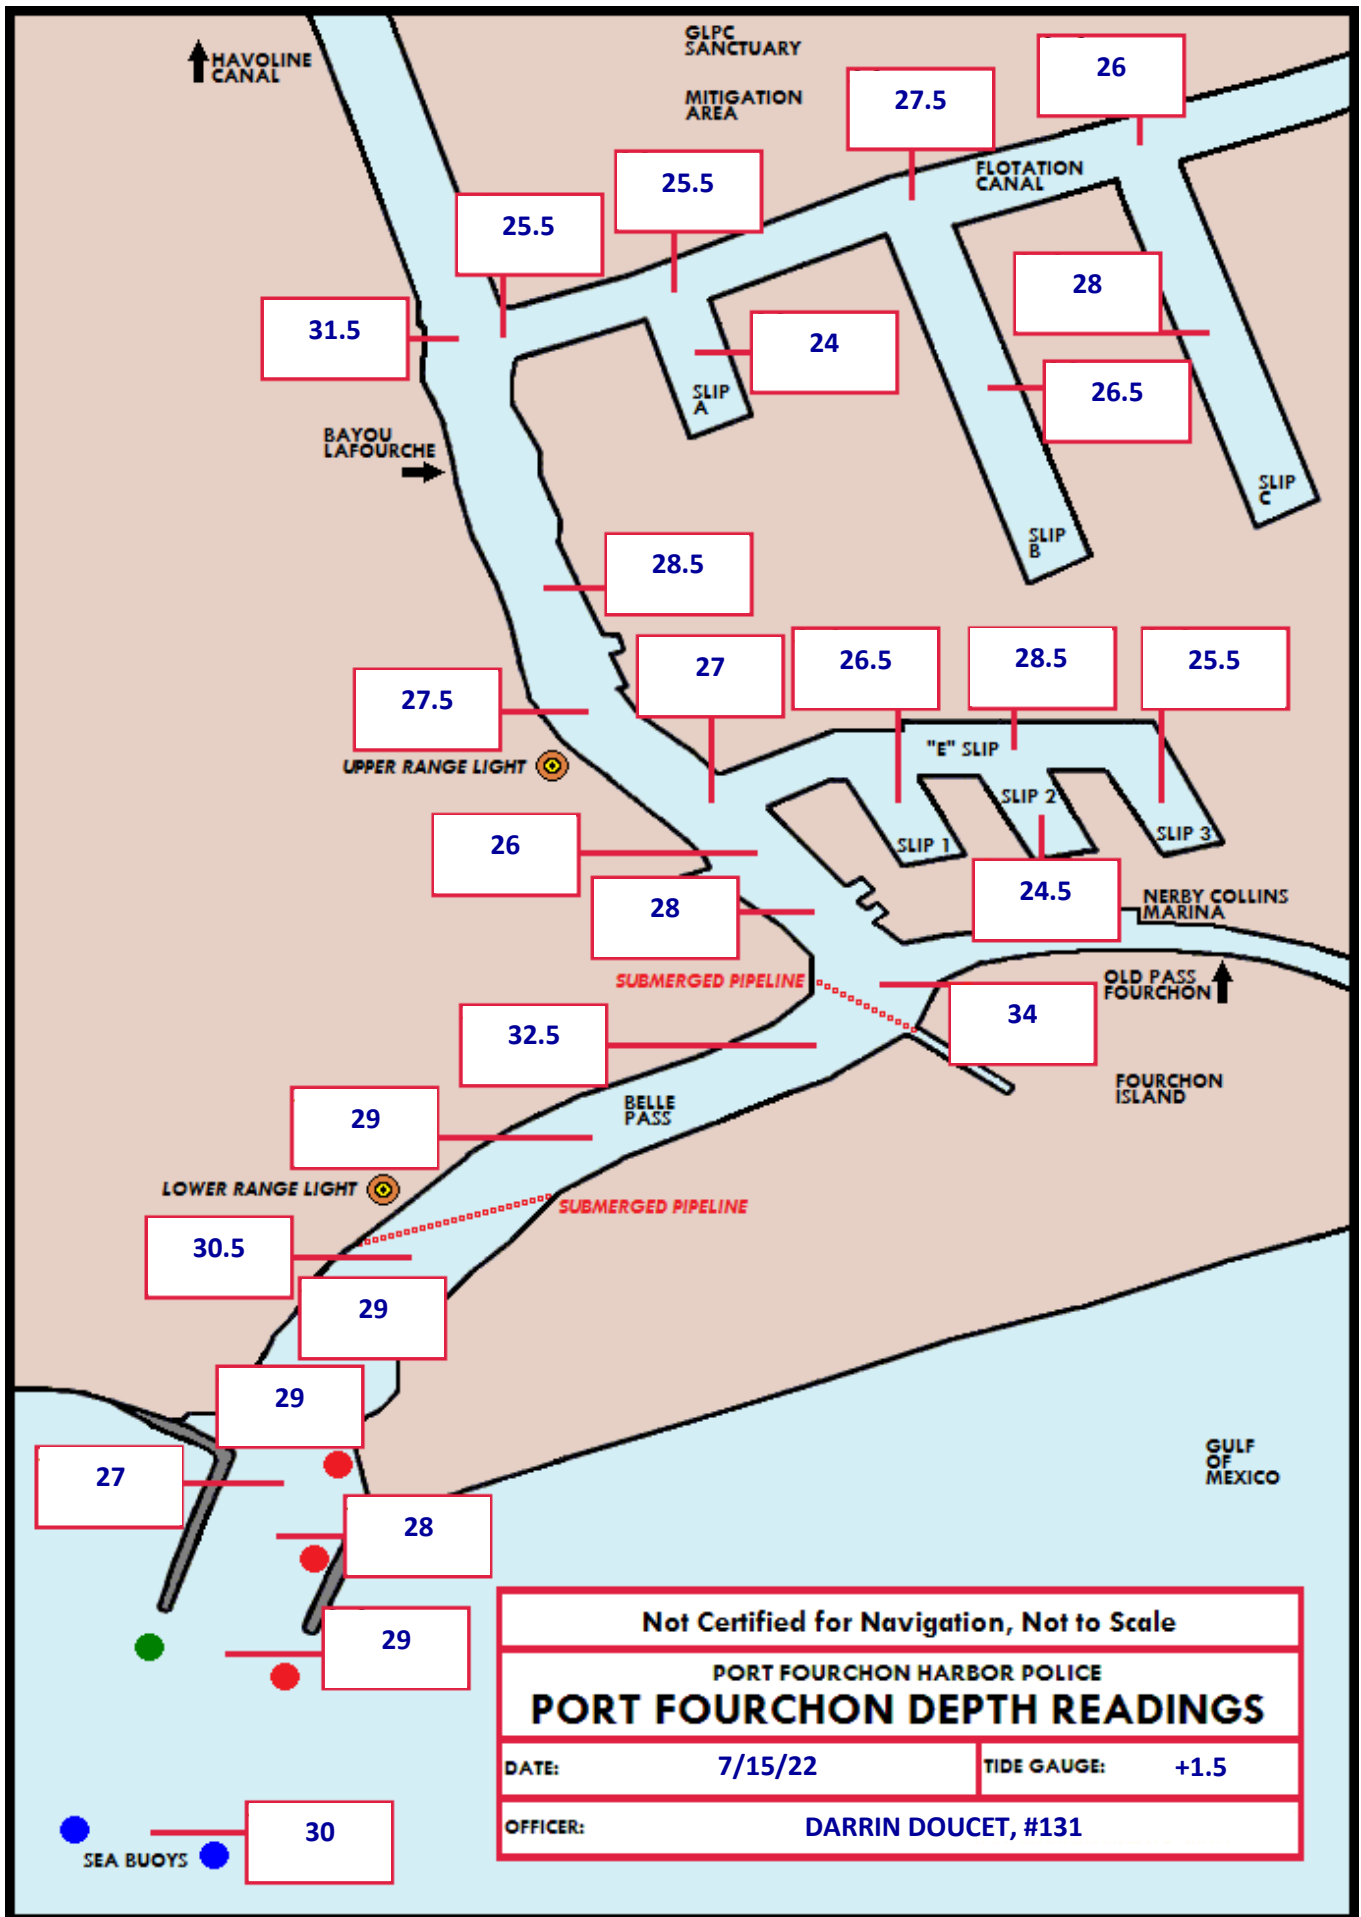 GLPC
SANCTUARY
HAVOLINE
CANAL
26
27.5
MITIGATION
AREA
FLOTATION
CANAL
25.5
25.5
28
31.5
24
26.5
SLIP
A
BAYOU
LAFOURCHE
SLIP
C
SLIP
B
28.5
27
26.5
28.5
25.5
27.5
"E" SLIP
UPPER RANGE LIGHT
SLIP 2
SLIP 1
SLIP 3
26
24.5
NERBY COLLINS
MARINA
28
SUBMERGED PIPELINE
OLD PASS
FOURCHON
34
32.5
FOURCHON
ISLAND
BELLE
PASS
29
LOWER RANGE LIGHT
SUBMERGED PIPELINE
30.5
29
29
GULF
OF
MEXICO
27
28
29
Not Certified for Navigation, Not to Scale
PORT FOURCHON HARBOR POLICE
PORT FOURCHON DEPTH READINGS
DATE: 7/15/22 TIDE GAUGE: +1.5
OFFICER: DARRIN DOUCET, #131
30
SEA BUOYS